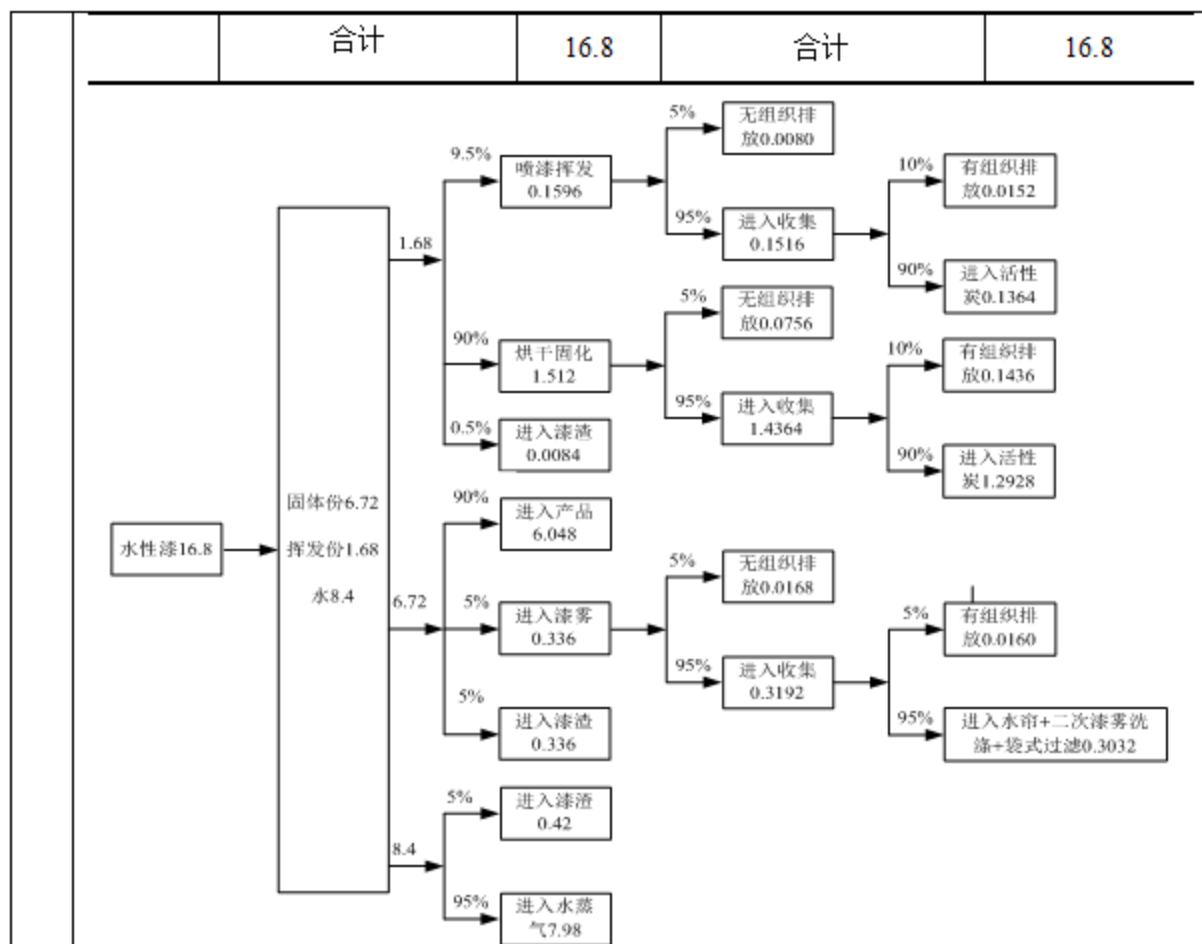 合计 16.8 合计 16.8
5%
无组织排
放0.0080
9.5%
喷漆挥发
0.1596
10%
有组织排
放0.0152
95%
进入收集
0.1516
1.68
90%
进入活性
炭0.1364
5%
无组织排
放0.0756
90%
烘干固化
1.512
10%
有组织排
放0.1436
95%
进入收集
1.4364
0.5%
进入漆渣
0.0084
90%
进入活性
炭1.2928
水性漆16.8
固体份6.72
挥发份1.68
水8.4
90%
进入产品
6.048
6.72
5%
进入漆雾
0.336
5%
无组织排
放0.0168
5%
有组织排
放0.0160
95%
进入收集
0.3192
5%
进入漆渣
0.336
95%
进入水帘+二次漆雾洗
涤+袋式过滤0.3032
8.4
5%
进入漆渣
0.42
95%
进入水蒸
气7.98